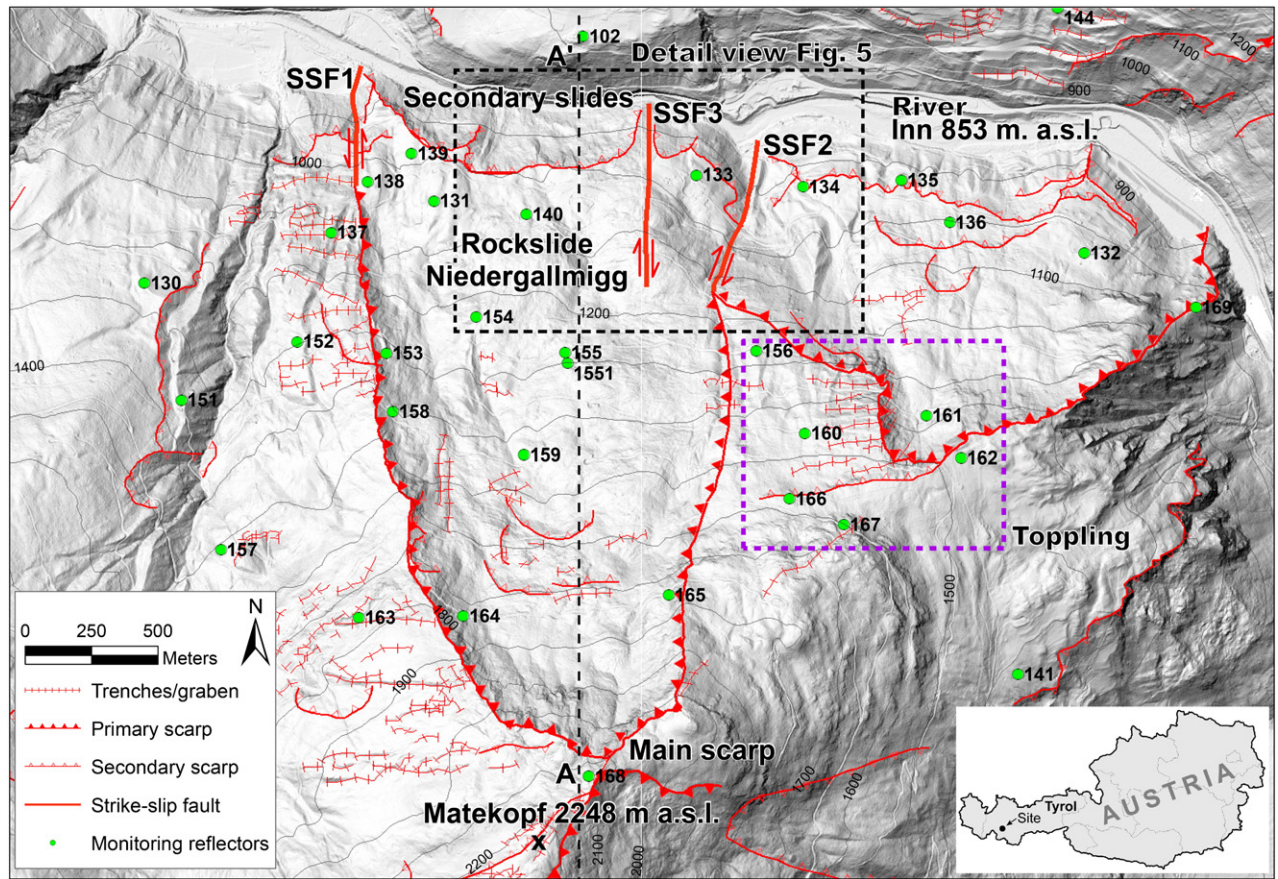 144
1200
102
A'
Detail view Fig. 5
1100
1000
SSF1
900
Secondary slides
SSF3
River
Inn 853 m. a.s.l.
SSF2
139
1000
138
133
134
135
900
131
140
136
137
Rockslide
Niedergallmigg
132
1100
130
169
154
1200
152
153
155
156
1400
1551
151
158
161
160
159
162
166
167
Toppling
157
165
1500
163
164
1800
N
0 250 500
Meters
Trenches/graben
Primary scarp
Secondary scarp
Strike-slip fault
Monitoring reflectors
1900
141
Main scarp
A
168
1700
1600
Matekopf 2248 m a.s.l.
x
2200
2100
2000
AUSTRIA
Tyrol
Site